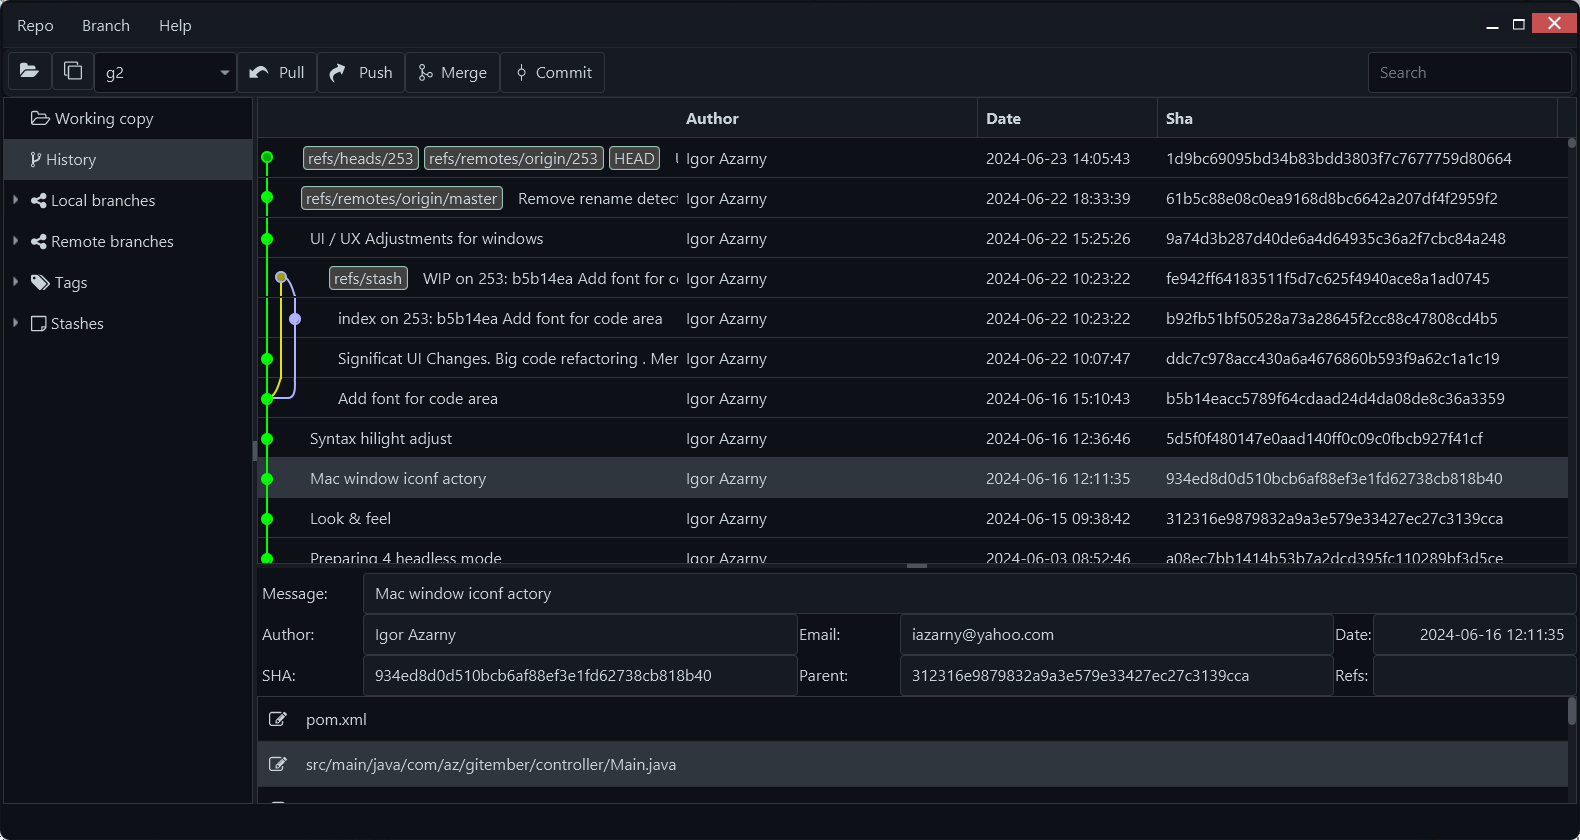 Repo Branch Help
g2 Pull Push Merge Commit Search
Working copy
History
Local branches
Remote branches
Tags
Stashes
Author Date Sha
refs/heads/253 refs/remotes/origin/253 HEAD Igor Azarny 2024-06-23 14:05:43 1d9bc69095bd34b83bdd3803f7c7677759d80664
refs/remotes/origin/master Remove rename detec Igor Azarny 2024-06-22 18:33:39 61b5c88e08c0ea9168d8bc6642a207df4f2959f2
UI / UX Adjustments for windows Igor Azarny 2024-06-22 15:25:26 9a74d3b287d40de6a4d64935c36a2f7cbc84a248
refs/stash WIP on 253: b5b14ea Add font for c Igor Azarny 2024-06-22 10:23:22 fe942ff64183511f5d7c625f4940ace8a1ad0745
index on 253: b5b14ea Add font for code area Igor Azarny 2024-06-22 10:23:22 b92fb51bf50528a73a28645f2cc88c47808cd4b5
Significat UI Changes. Big code refactoring . Mer Igor Azarny 2024-06-22 10:07:47 ddc7c978acc430a6a4676860b593f9a62c1a1c19
Add font for code area Igor Azarny 2024-06-16 15:10:43 b5b14eacc5789f64cdaad24d4da08de8c36a3359
Syntax hilight adjust Igor Azarny 2024-06-16 12:36:46 5d5f0f480147e0aad140ff0c09c0fbcb927f41cf
Mac window iconf actory Igor Azarny 2024-06-16 12:11:35 934ed8d0d510bcb6af88ef3e1fd62738cb818b40
Look & feel Igor Azarny 2024-06-15 09:38:42 312316e9879832a9a3e579e33427ec27c3139cca
Preparing 4 headless mode Igor Azarny 2024-06-03 08:52:46 a08ec7bb1414b53b7a2dcd395fc110289bf3d5ce
Message: Mac window iconf actory
Author: Igor Azarny Email: iazarny@yahoo.com Date: 2024-06-16 12:11:35
SHA: 934ed8d0d510bcb6af88ef3e1fd62738cb818b40 Parent: 312316e9879832a9a3e579e33427ec27c3139cca Refs:
pom.xml
src/main/java/com/az/gitember/controller/Main.java